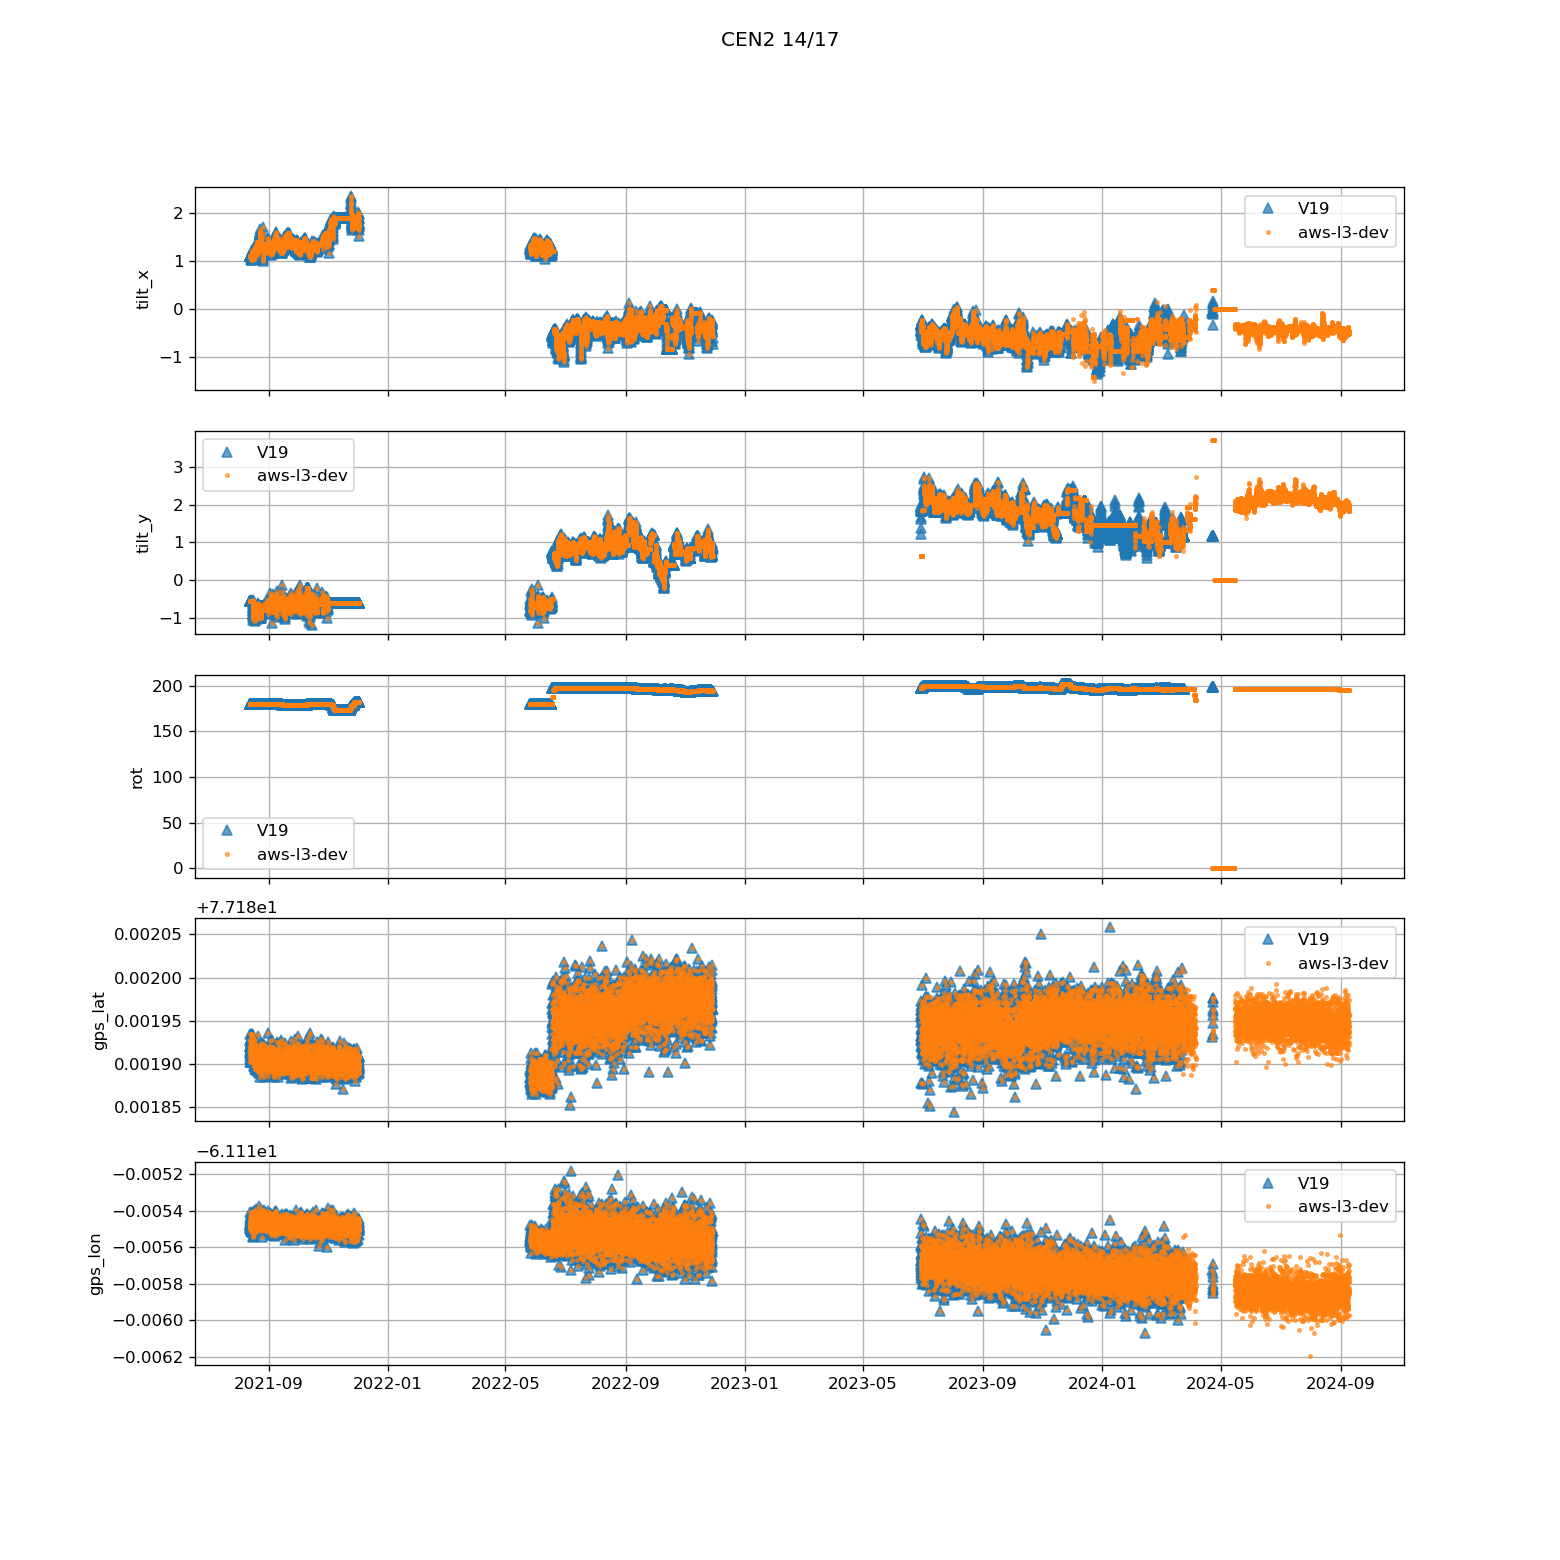 CEN2 14/17
tilt_x
2
1
0
−1
V19
aws-l3-dev
tilt_y
3
2
1
0
−1
V19
aws-l3-dev
rot
200
150
100
50
0
V19
aws-l3-dev
+7.718e1
gps_lat
0.00205
0.00200
0.00195
0.00190
0.00185
V19
aws-l3-dev
−6.111e1
gps_lon
−0.0052
−0.0054
−0.0056
−0.0058
−0.0060
−0.0062
V19
aws-l3-dev
2021-09 2022-01 2022-05 2022-09 2023-01 2023-05 2023-09 2024-01 2024-05 2024-09